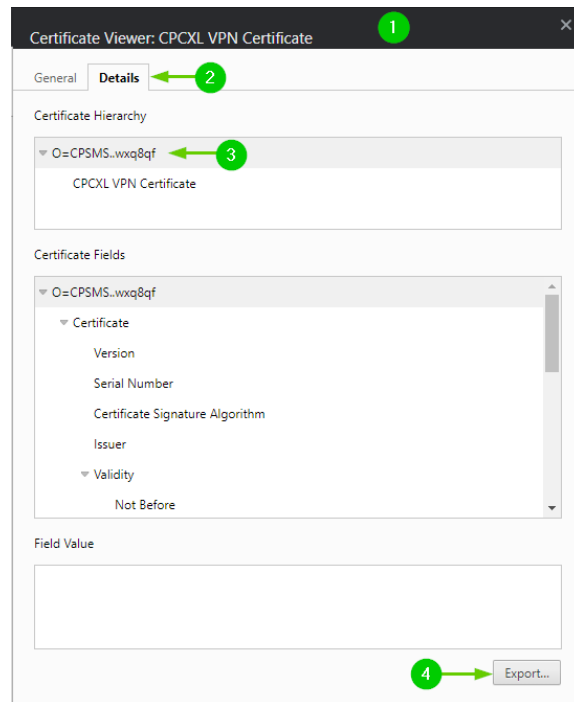 Certificate Viewer: CPCXL VPN Certificate 1 ×
General Details 2
Certificate Hierarchy
O=CPSMS..wxq8qf 3
CPCXL VPN Certificate
Certificate Fields
O=CPSMS..wxq8qf
Certificate
Version
Serial Number
Certificate Signature Algorithm
Issuer
Validity
Not Before
Field Value
4 Export...